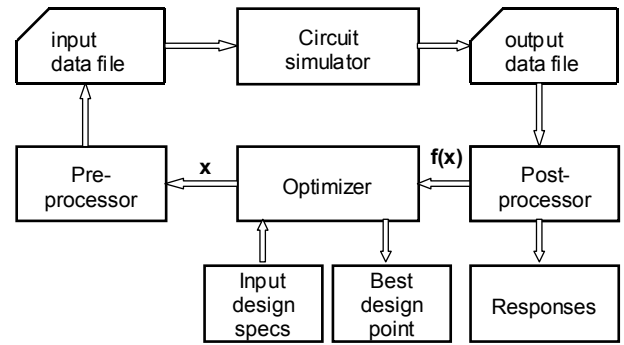 input
data file
Circuit
simulator
output
data file
Pre-
processor
x
Optimizer
f(x)
Post-
processor
Input
design
specs
Best
design
point
Responses